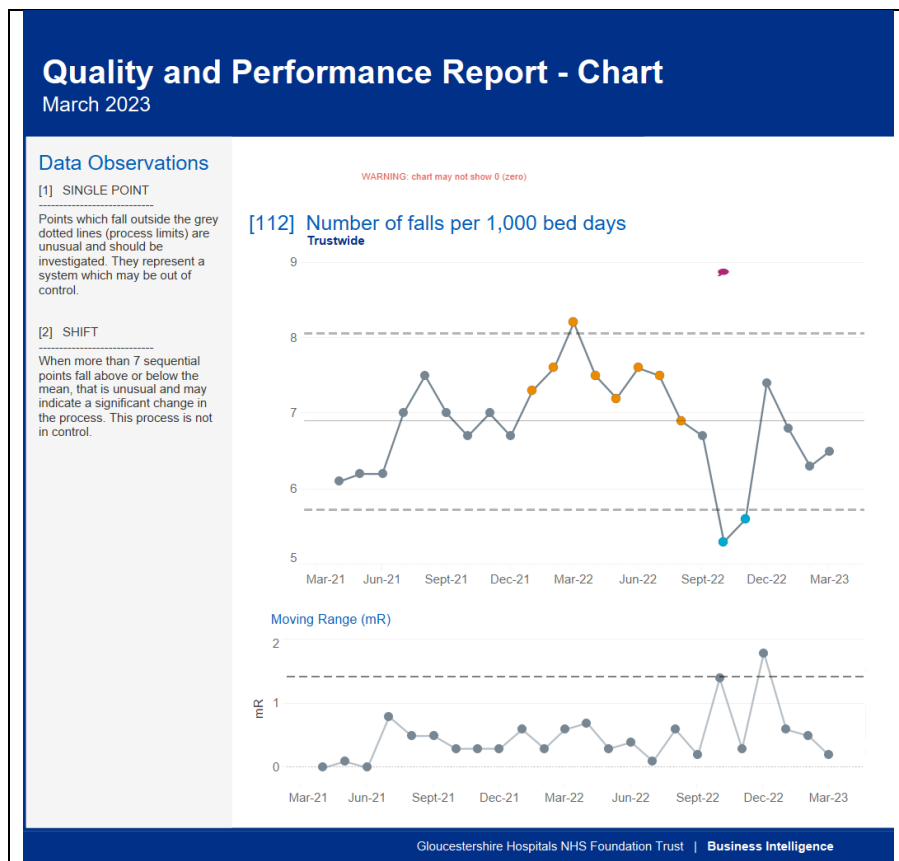 Quality and Performance Report - Chart
March 2023
Data Observations
[1] SINGLE POINT
----------------------------
Points which fall outside the grey
dotted lines (process limits) are
unusual and should be
investigated. They represent a
system which may be out of
control.
[2] SHIFT
----------------------------
When more than 7 sequential
points fall above or below the
mean, that is unusual and may
indicate a significant change in
the process. This process is not
in control.
WARNING: chart may not show 0 (zero)
[112] Number of falls per 1,000 bed days
Trustwide
9
8
7
6
5
Mar-21 Jun-21 Sept-21 Dec-21 Mar-22 Jun-22 Sept-22 Dec-22 Mar-23
Moving Range (mR)
2
1
0
mR
Mar-21 Jun-21 Sept-21 Dec-21 Mar-22 Jun-22 Sept-22 Dec-22 Mar-23
Gloucestershire Hospitals NHS Foundation Trust | Business Intelligence